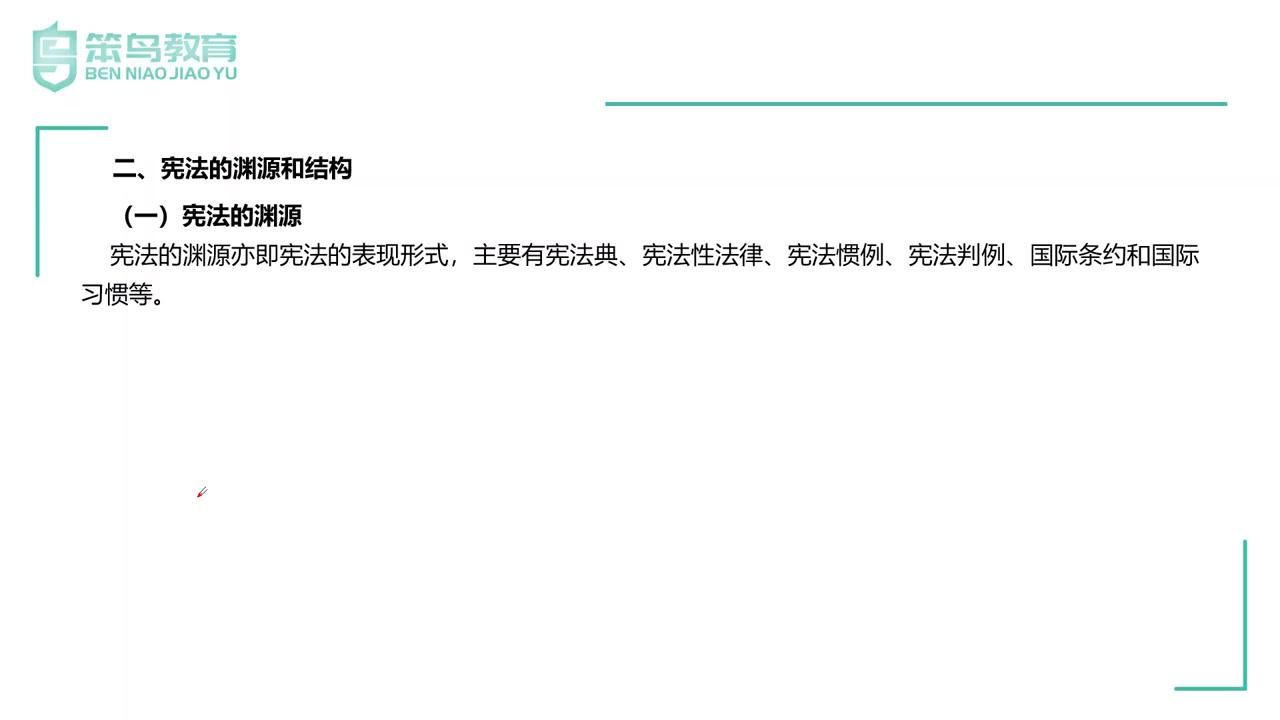 笨鸟教育
BEN NIAO JIAO YU
二、宪法的渊源和结构
（一）宪法的渊源
宪法的渊源亦即宪法的表现形式，主要有宪法典、宪法性法律、宪法惯例、宪法判例、国际条约和国际
习惯等。